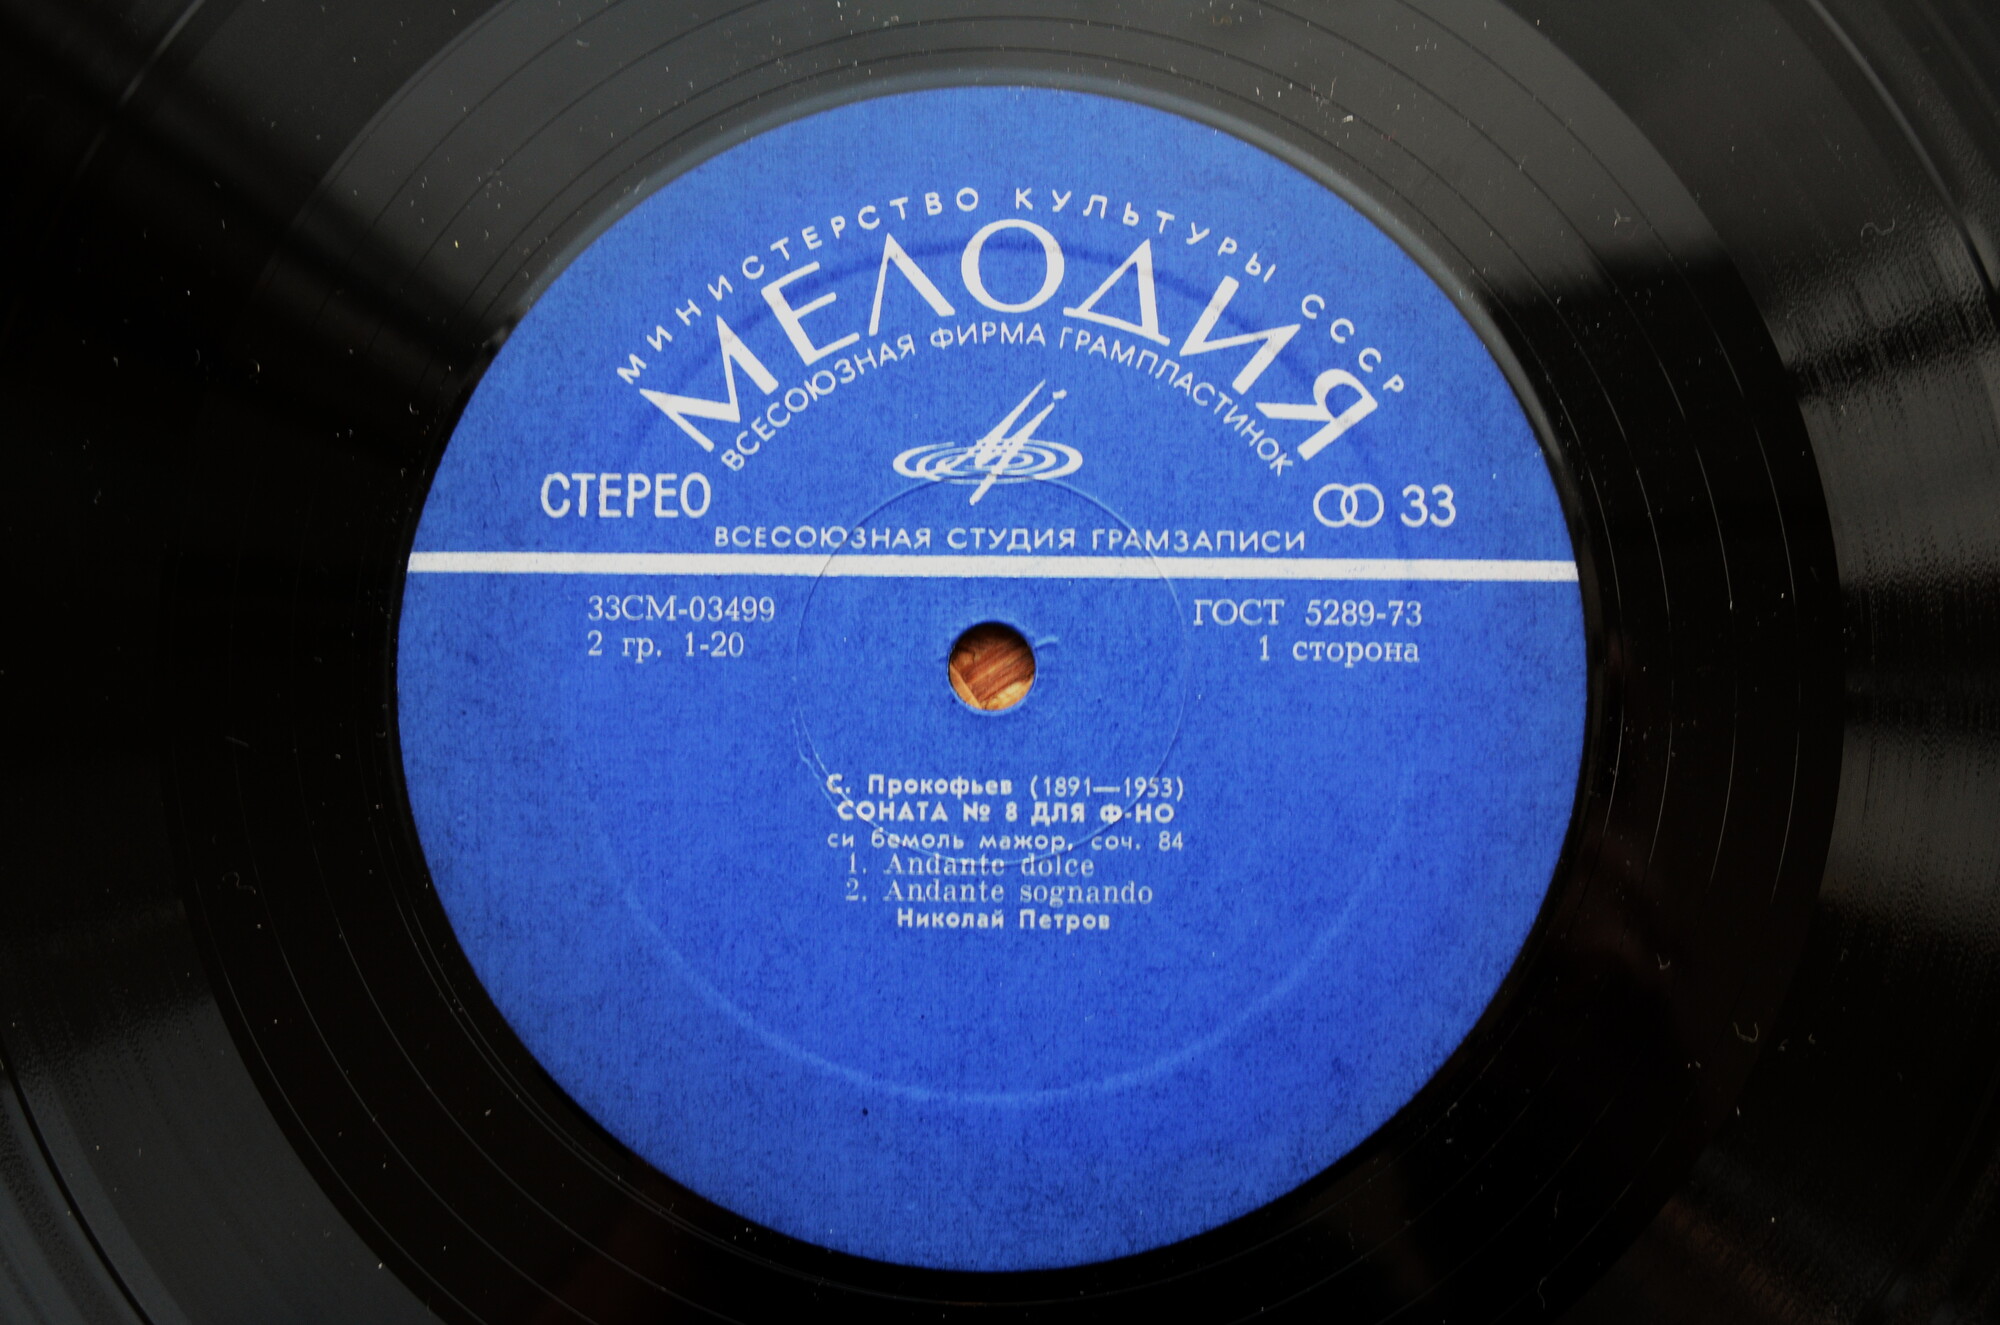 МИНИСТЕРСТВО КУЛЬТУРЫ СССР
МЕЛОДИЯ
ВСЕСОЮЗНАЯ ФИРМА ГРАМПЛАСТИНОК
СТЕРЕО
33
ВСЕСОЮЗНАЯ СТУДИЯ ГРАМЗАПИСИ
33СМ-03499
ГОСТ 5289-73
2 гр. 1-20
1 сторона
С. Прокофьев (1891—1953)
СОНАТА № 8 ДЛЯ Ф-НО
си бемоль мажор, соч. 84
1. Andante dolce
2. Andante sognando
Николай Петров